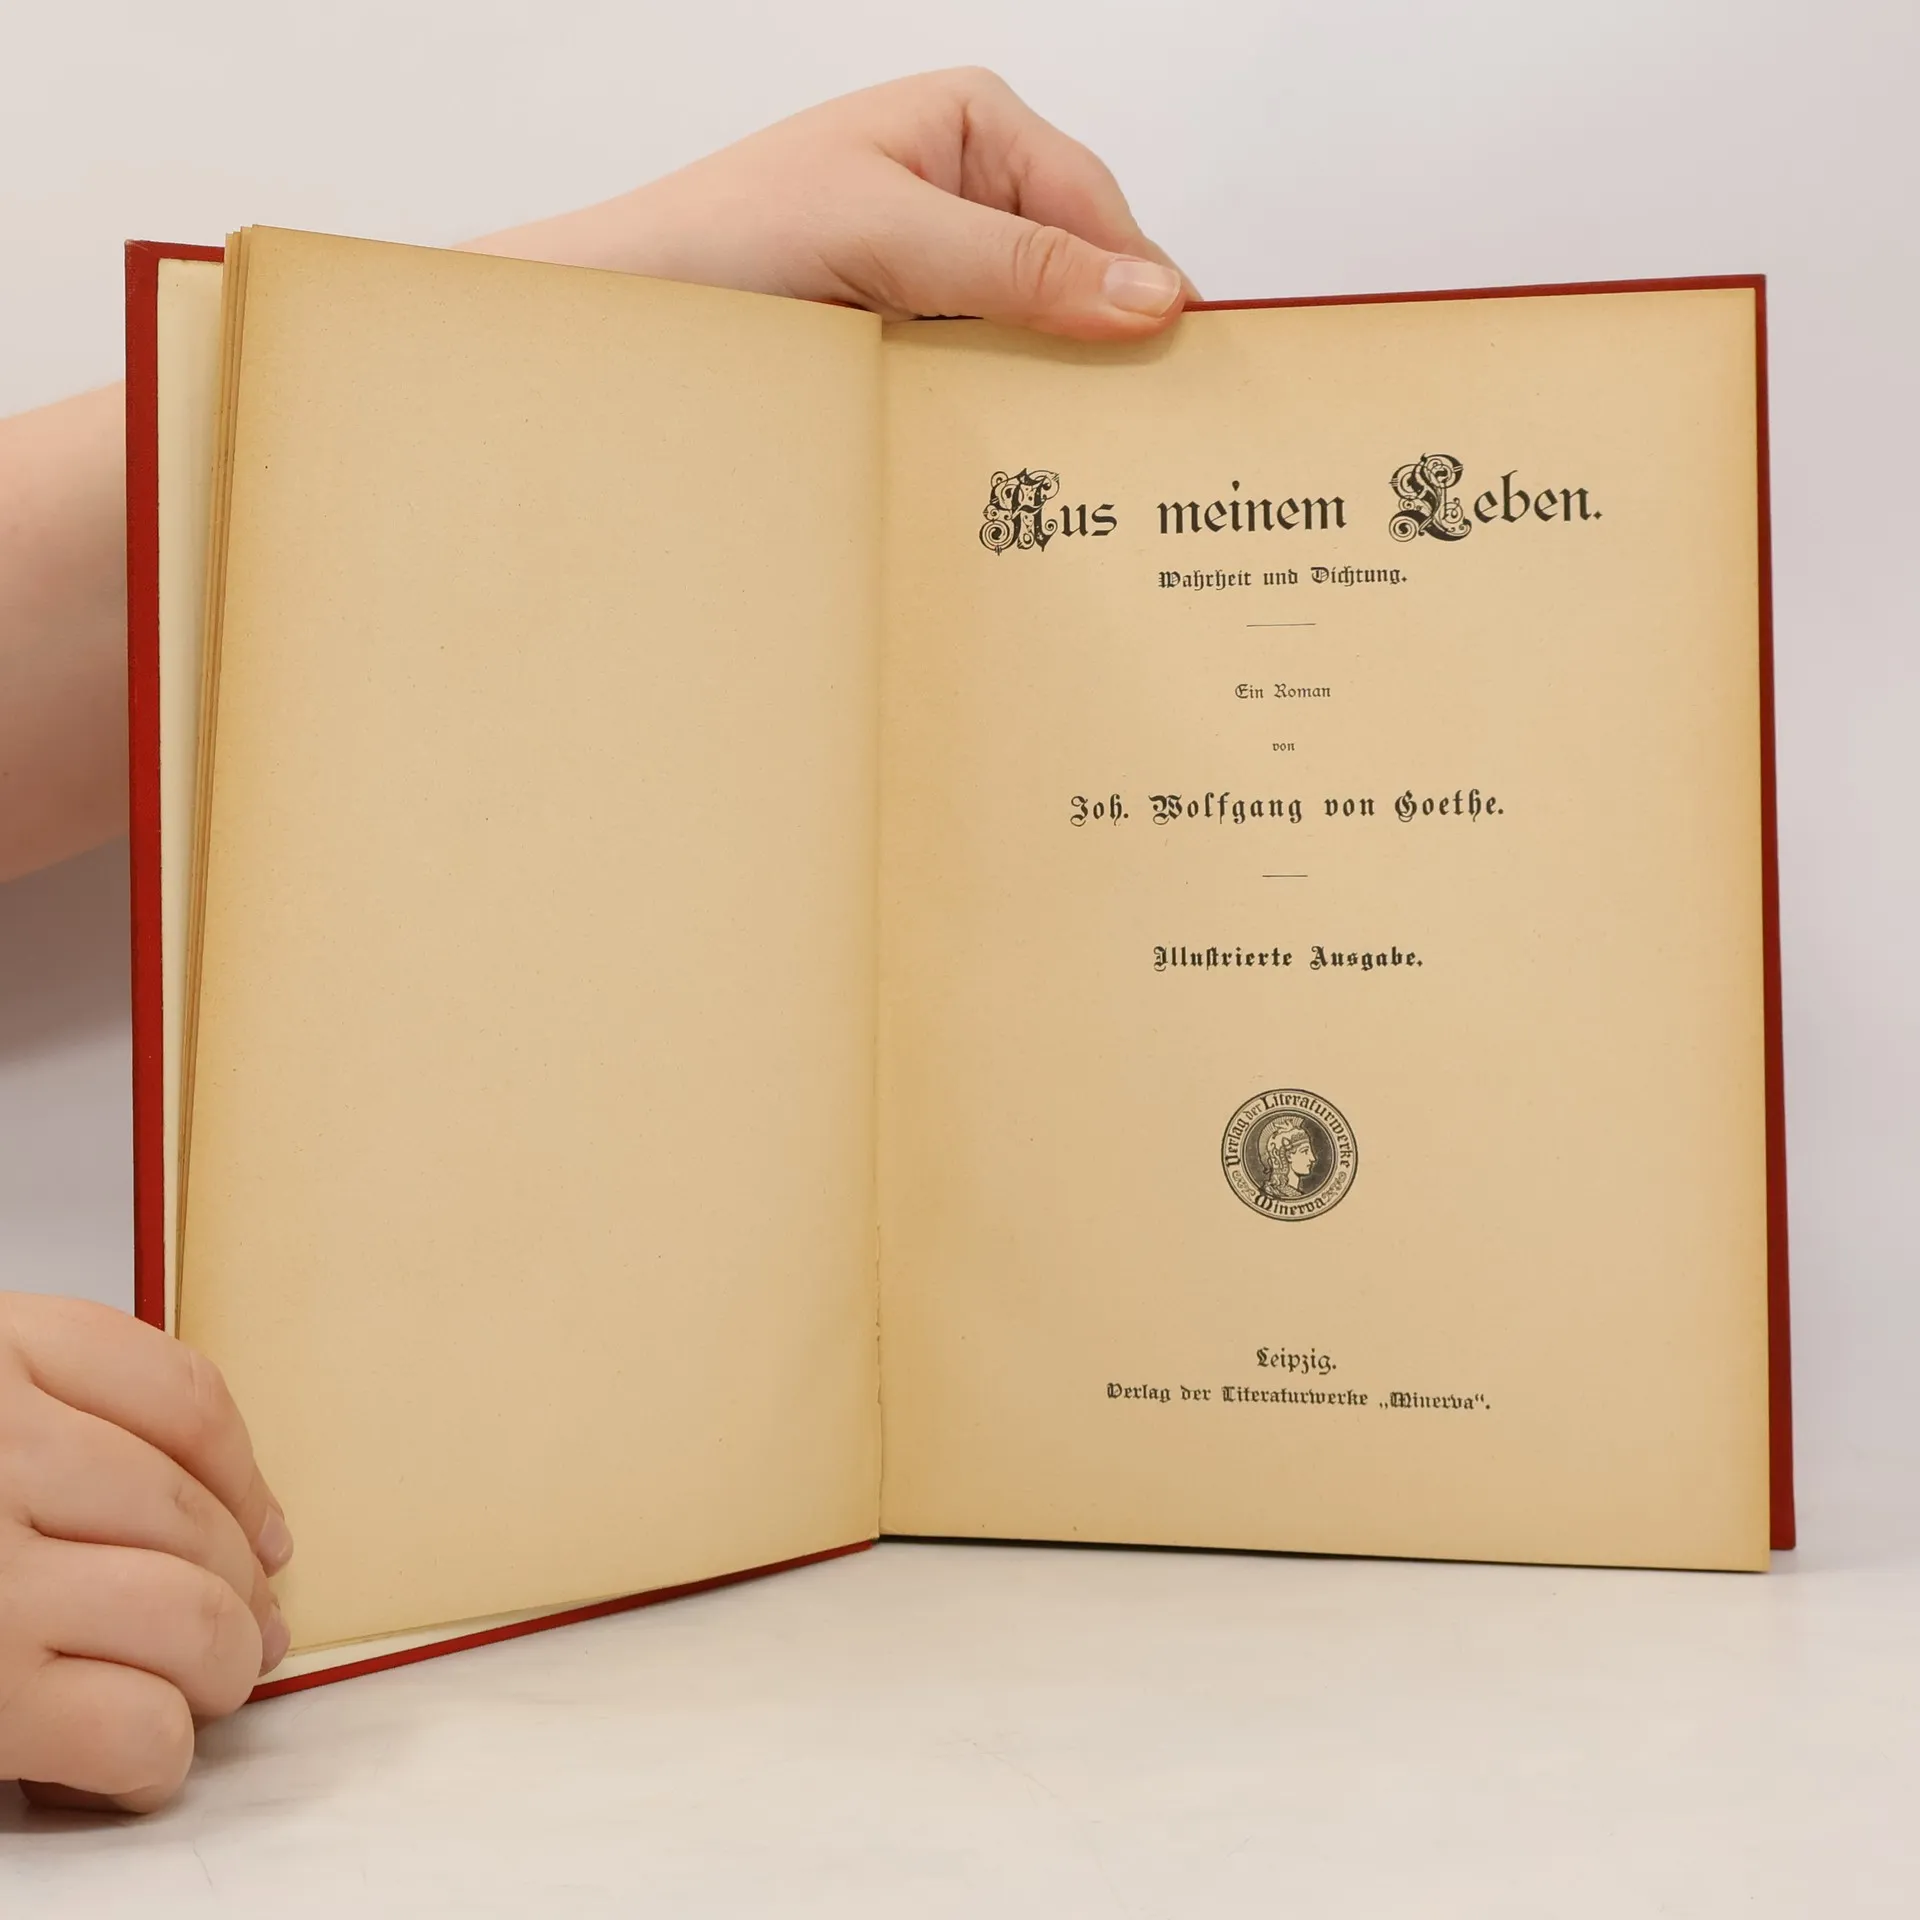 Aus meinem Leben.
Wahrheit und Dichtung.
Ein Roman
von
Joh. Wolfgang von Goethe.
Illustrierte Ausgabe.
Verlag der Literaturwerke
Minerva
Leipzig.
Verlag der Literaturwerke „Minerva“.